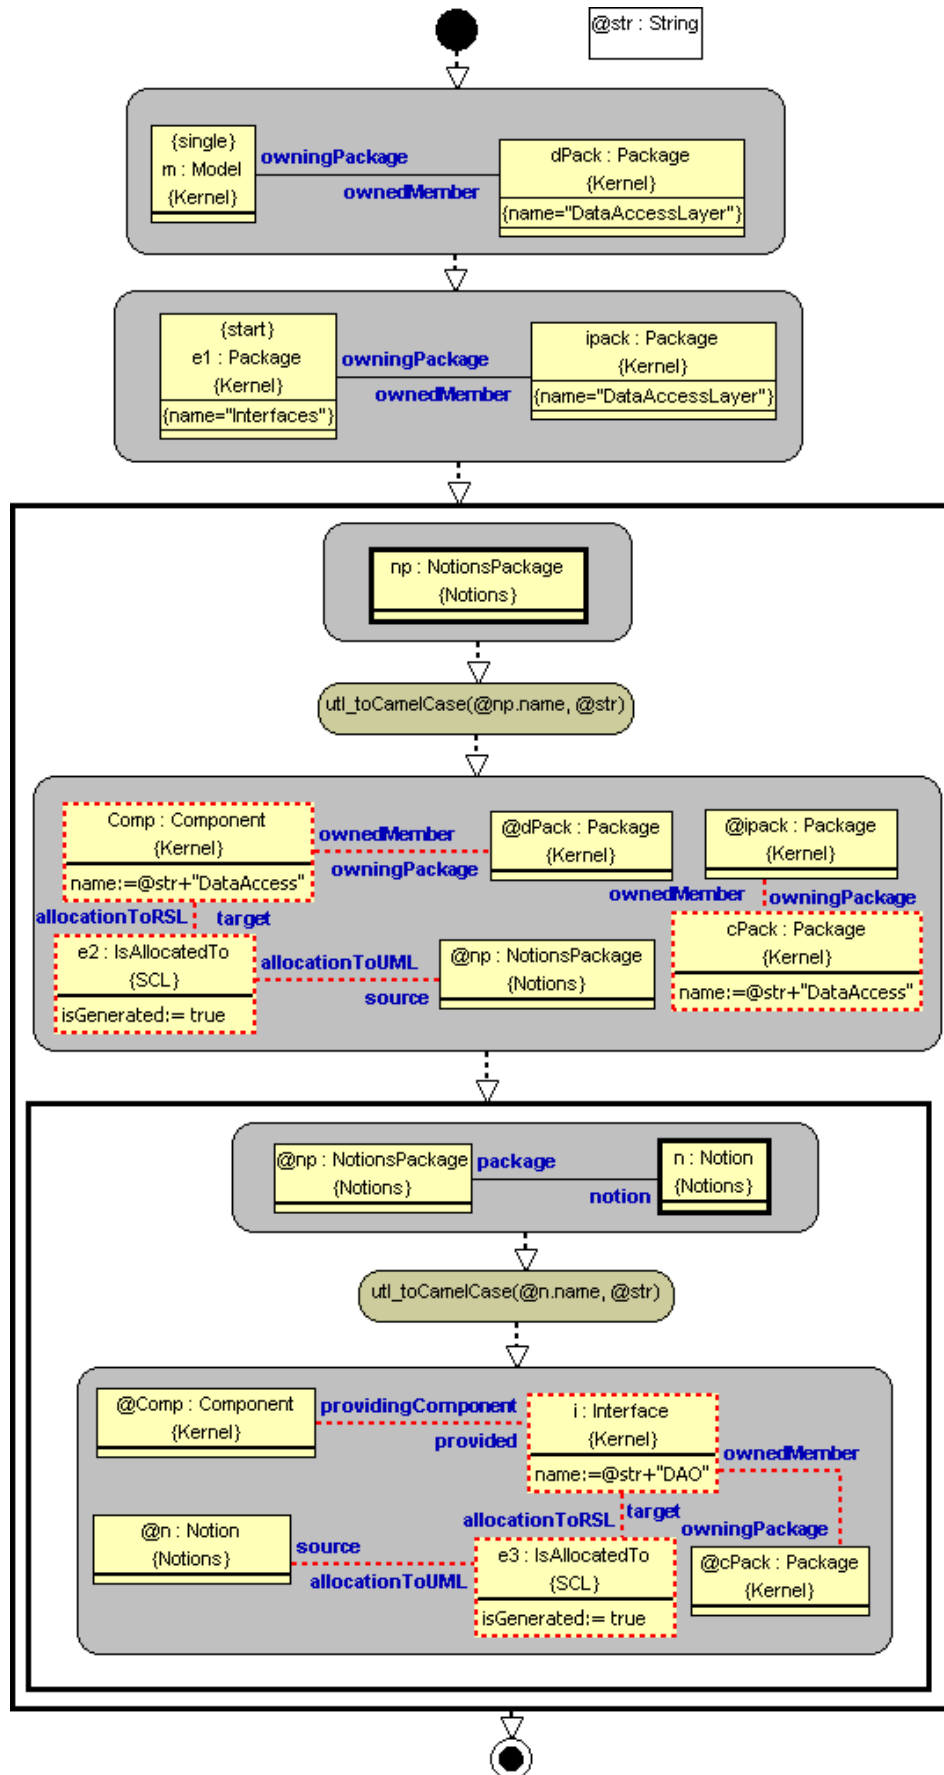 @str : String
{single}
m : Model
{Kernel}
owningPackage
ownedMember
dPack : Package
{Kernel}
{name="DataAccessLayer"}
{start}
e1 : Package
{Kernel}
{name="Interfaces"}
owningPackage
ownedMember
ipack : Package
{Kernel}
{name="DataAccessLayer"}
np : NotionsPackage
{Notions}
utl_toCamelCase(@np.name, @str)
Comp : Component
{Kernel}
name:=@str+"DataAccess"
ownedMember
owningPackage
@dPack : Package
{Kernel}
@ipack : Package
{Kernel}
ownedMember
owningPackage
allocationToRSL
target
cPack : Package
{Kernel}
name:=@str+"DataAccess"
e2 : IsAllocatedTo
{SCL}
isGenerated:= true
allocationToUML
source
@np : NotionsPackage
{Notions}
@np : NotionsPackage
{Notions}
package
notion
n : Notion
{Notions}
utl_toCamelCase(@n.name, @str)
@Comp : Component
{Kernel}
providingComponent
provided
i : Interface
{Kernel}
name:=@str+"DAO"
ownedMember
owningPackage
allocationToRSL
target
@n : Notion
{Notions}
source
allocationToUML
e3 : IsAllocatedTo
{SCL}
isGenerated:= true
@cPack : Package
{Kernel}